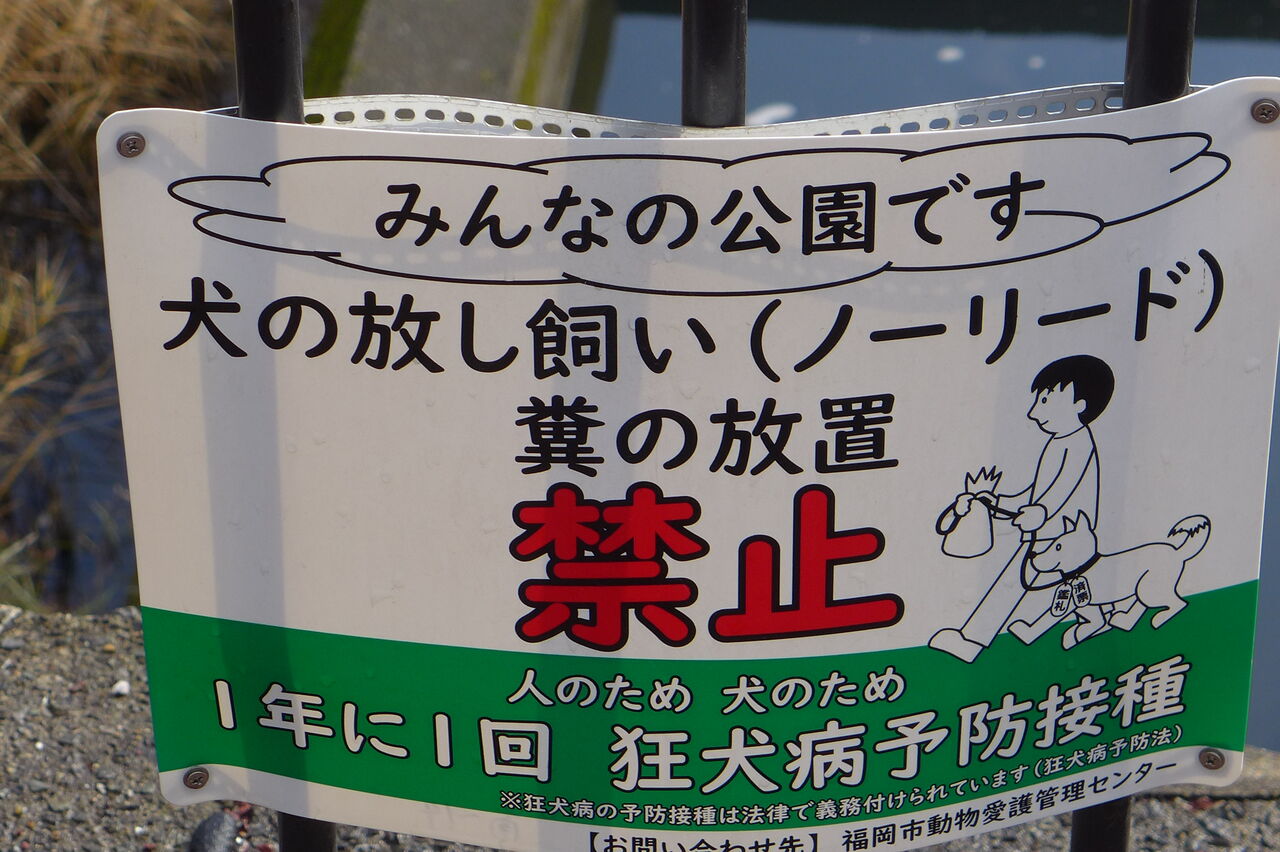 みんなの公園です
犬の放し飼い(ノーリード)
糞の放置
禁止
鑑札
済票
人のため 犬のため
1年に1回 狂犬病予防接種
※狂犬病の予防接種は法律で義務付けられています(狂犬病予防法)
【お問い合わせ先】 福岡市動物愛護管理センター